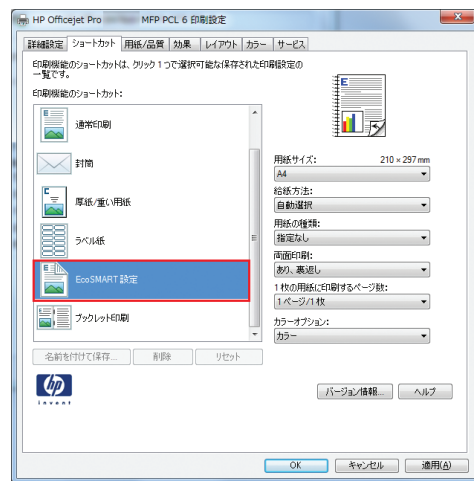 HP Officejet Pro MFP PCL 6 印刷設定
詳細設定 ショートカット 用紙/品質 効果 レイアウト カラー サービス
印刷機能のショートカットは、クリック 1 つで選択可能な保存された印刷設定の
一覧です。
印刷機能のショートカット:
通常印刷
封筒
厚紙/重い用紙
ラベル紙
EcoSMART 設定
ブックレット印刷
名前を付けて保存... 削除 リセット
E
用紙サイズ: 210 × 297 mm
A4
給紙方法:
自動選択
用紙の種類:
指定なし
両面印刷:
あり、裏返し
1 枚の用紙に印刷するページ数:
1 ページ/1 枚
カラーオプション:
カラー
hp
invent
バージョン情報... ヘルプ
OK キャンセル 適用(A)